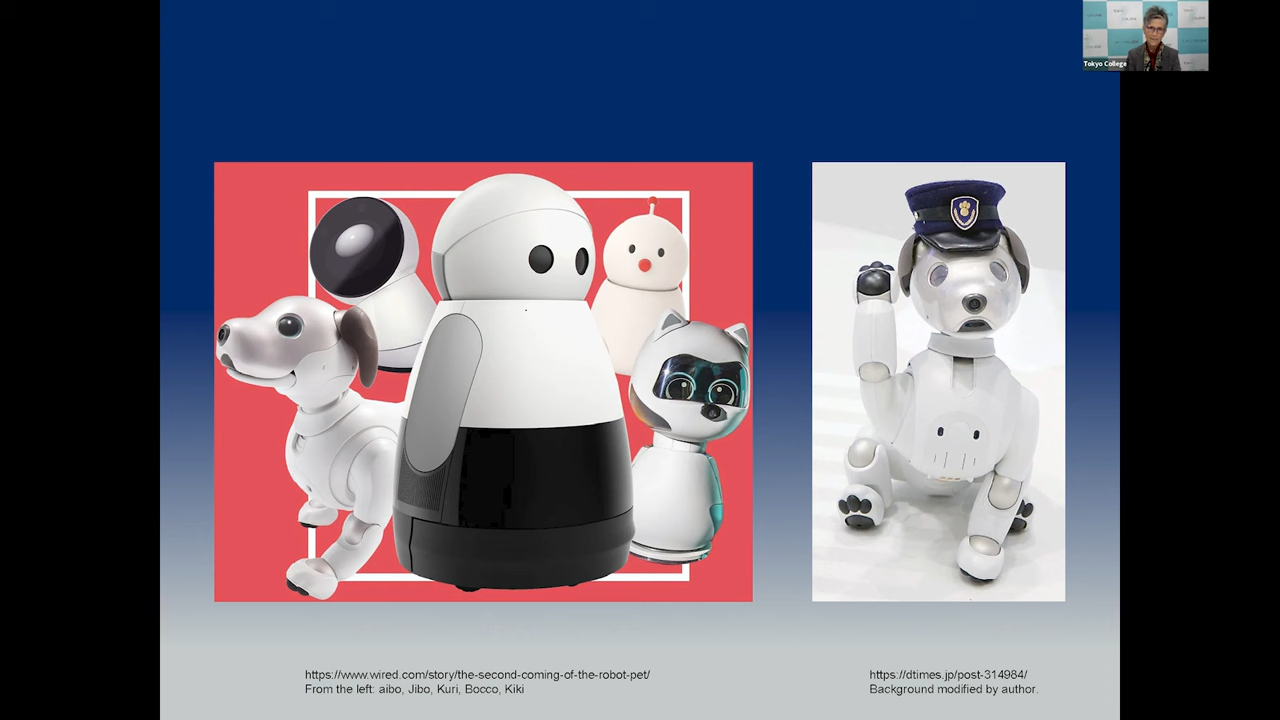 Tokyo College
https://www.wired.com/story/the-second-coming-of-the-robot-pet/
From the left: aibo, Jibo, Kuri, Bocco, Kiki
https://dtimes.jp/post-314984/
Background modified by author.